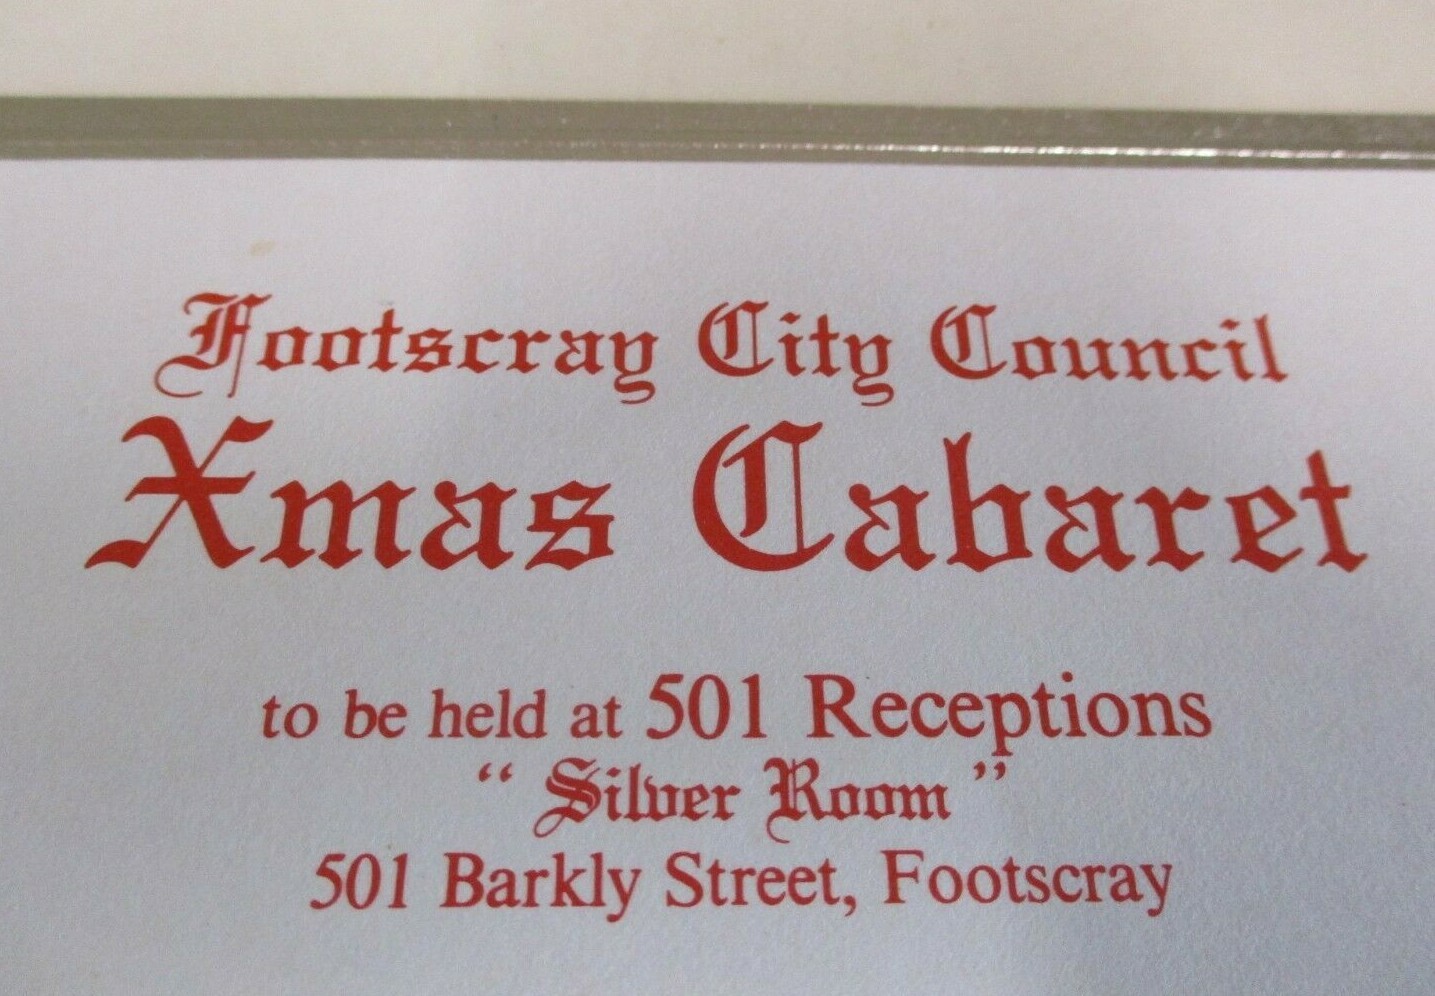 Footscray City Council
Xmas Cabaret
to be held at 501 Receptions
“ Silver Room ”
501 Barkly Street, Footscray